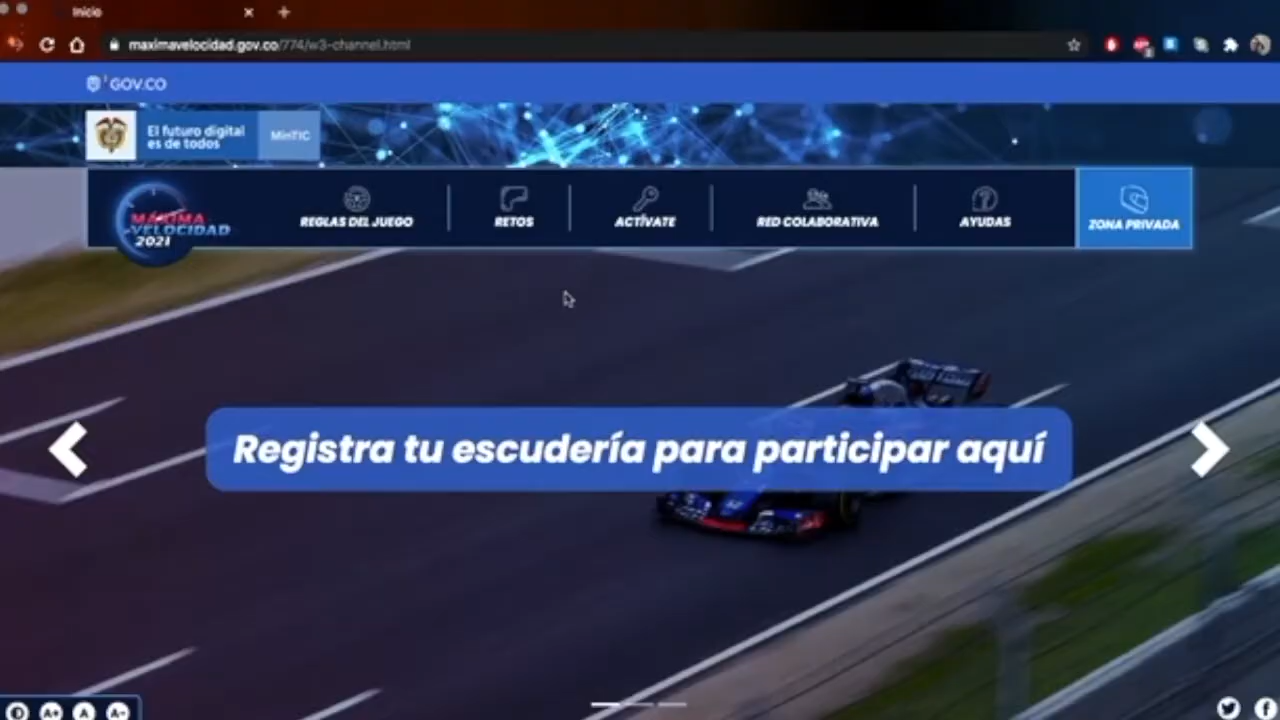 Inicio
maximavelocidad.gov.co/774/w3-channel.html
GOV.CO
El futuro digital
es de todos
MinTIC
MÁXIMA
VELOCIDAD
2021
REGLAS DEL JUEGO
RETOS
ACTÍVATE
RED COLABORATIVA
AYUDAS
ZONA PRIVADA
Registra tu escudería para participar aquí
A+
A
A-